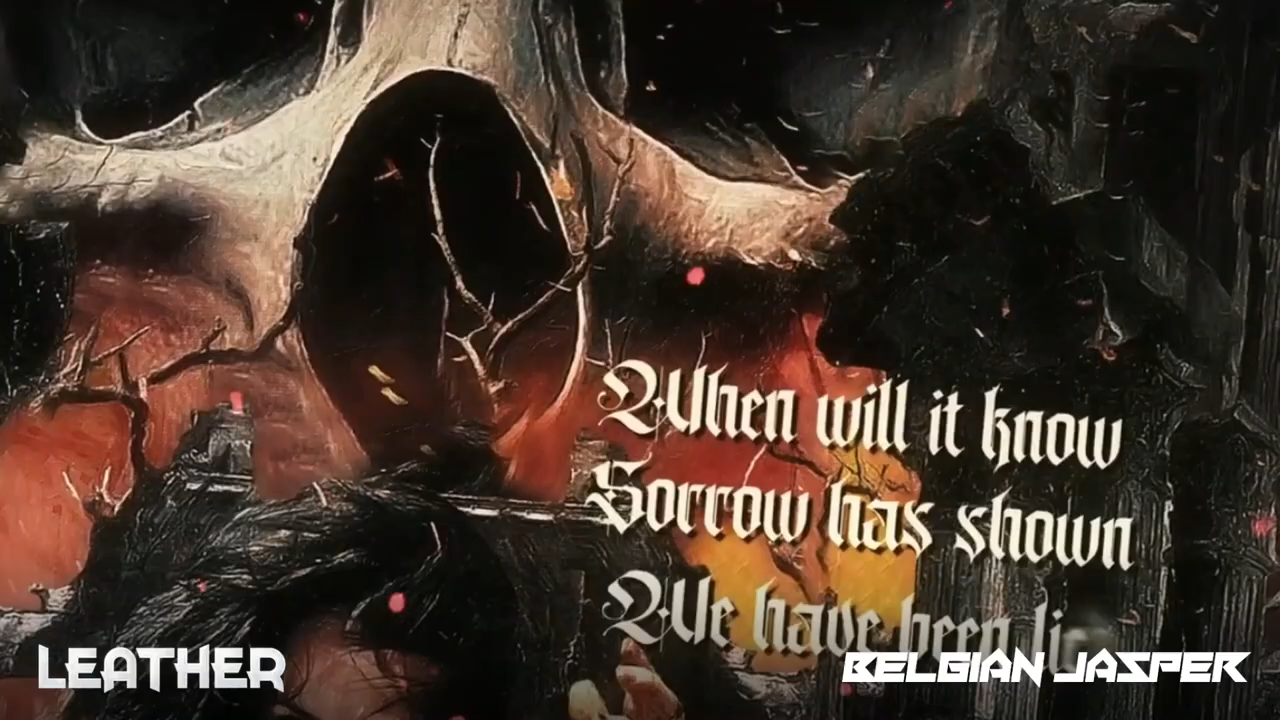 When will it know
Sorrow has shown
We have been
LEATHER
BELGIAN JASPER